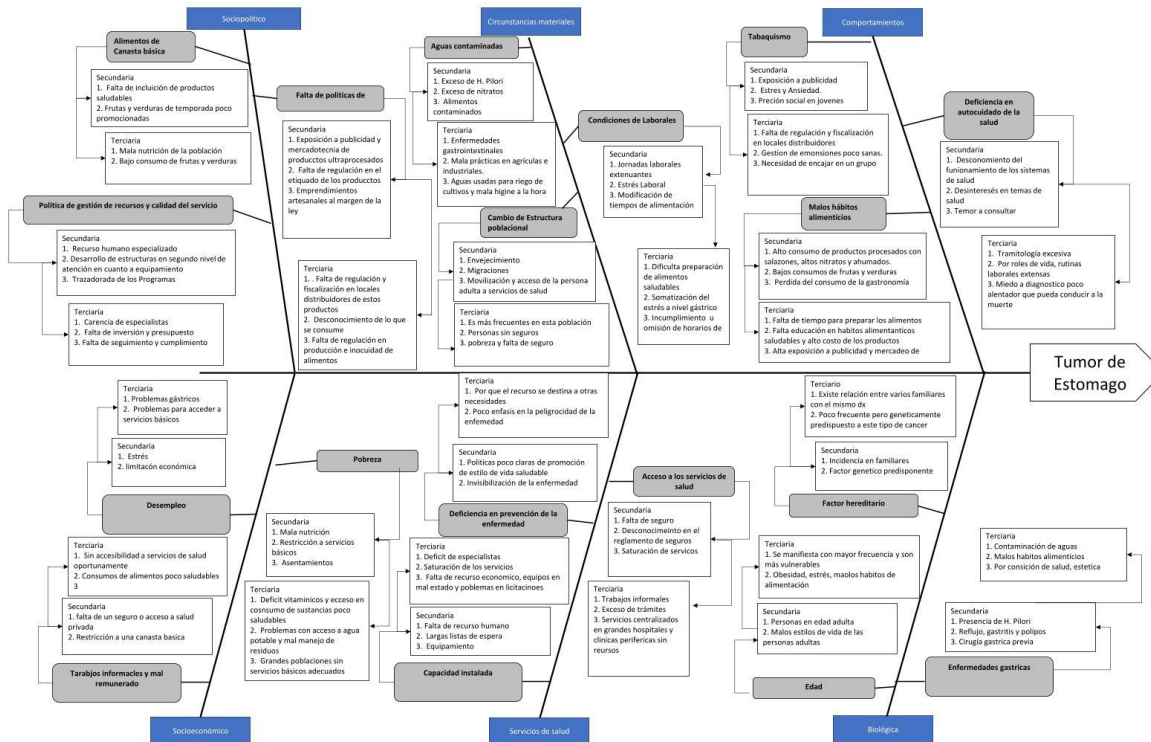 Sociopolítico
Circunstancias materiales
Comportamientos
Alimentos de
Canasta básica
Secundaria
1. Falta de incluición de productos
saludables
2. Frutas y verduras de temporada poco
promocionadas
Terciaria
1. Mala nutrición de la población
2. Bajo consumo de frutas y verduras
Falta de politicas de
Secundaria
1. Exposición a publicidad y
mercadotecnia de
producctos ultraprocesados
2. Falta de regulación en el
etiquado de los producctos
3. Emprendimientos
artesanales al margen de la
ley
Terciaria
1. . Falta de regulación y
fiscalización en locales
distribuidores de estos
productos
2. Desconocimiento de lo que
se consume
3. Falta de regulación en
producción e inocuidad de
alimentos
Política de gestión de recursos y calidad del servicio
Secundaria
1. Recurso humano especializado
2. Desarrollo de estructuras en segundo nivel de
atención en cuanto a equipamiento
3. Trazadorada de los Programas
Terciaria
1. Carencia de especialistas
2. Falta de inversión y presupuesto
3. Falta de seguimiento y cumplimiento
Aguas contaminadas
Secundaria
1. Exceso de H. Pilori
2. Exceso de nitratos
3. Alimentos
contaminados
Terciaria
1. Enfermedades
gastrointestinales
2. Mala prácticas en agrículas e
industriales.
3. Aguas usadas para riego de
cultivos y mala higine a la hora
Condiciones de Laborales
Secundaria
1. Jornadas laborales
extenuantes
2. Estrés Laboral
3. Modificación de
tiempos de alimentación
Terciaria
1. Dificulta preparación
de alimentos
saludables
2. Somatización del
estrés a nivel gástrico
3. Incumplimiento u
omisión de horarios de
Cambio de Estructura
poblacional
Secundaria
1. Envejecimiento
2. Migraciones
3. Movilización y acceso de la persona
adulta a servicios de salud
Terciaria
1. Es más frecuentes en esta población
2. Personas sin seguros
3. pobreza y falta de seguro
Tabaquismo
Secundaria
1. Exposición a publicidad
2. Estres y Ansiedad.
3. Preción social en jovenes
Terciaria
1. Falta de regulación y fiscalización
en locales distribuidores
2. Gestion de emonsiones poco sanas.
3. Necosidad de encajar en un grupo
Deficiencia en
autocuidado de la
salud
Secundaria
1. Desconomiento del
funionamiento de los sistemas
de salud
2. Desinteresés en temas de
salud
3. Temor a consultar
Terciaria
1. Tramitología excesiva
2. Por roles de vida, rutinas
laborales extensas
3. Miedo a diagnostico poco
alentador que pueda conducir a la
muerte
Malos hábitos
alimenticios
Secundaria
1. Alto consumo de productos procesados con
salazones, altos nitratos y ahumados.
2. Bajos consumos de frutas y verduras
3. Perdida del consumo de la gastronomía
Terciaria
1. Falta de tiempo para preparar los alimentos
2. Falta educación en habitos alimentanticos
saludables y alto costo de los productos
3. Alta exposición a publicidad y mercadeo de
Tumor de
Estomago
Terciaria
1. Problemas gástricos
2. Problemas para acceder a
servicios básicos
Secundaria
1. Estrés
2. limitacón económica
Desempleo
Terciaria
1. Sin accesibilidad a servicios de salud
oportunamente
2. Consumos de alimentos poco saludables
3
Secundaria
1. falta de un seguro o acceso a salud
privada
2. Restricción a una canasta basica
Tarabjos informacles y mal
remunerado
Pobreza
Secundaria
1. Mala nutrición
2. Restricción a servicios
básicos
3. Asentamientos
Terciaria
1. Deficit vitamínicos y exceco en
consumo de sustancias poco
saludables
2. Problemas con acceso a agua
potable y mal manejo de
residuos
3. Grandes poblaciones sin
servicios básicos adecuados
Socioeconómico
Terciaria
1. Por que el recurso se destina a otras
necesidades
2. Poco enfasis en la peligrocidad de la
enfemedad
Secundaria
1. Politicas poco claras de promoción
de estilo de vida saludable
2. Invisibilización de la enfermedad
Deficiencia en prevención de la
enfermedad
Terciaria
1. Deficit de especialistas
2. Saturación de los servicios
3. Falta de recurso economico, equipos en
mal estado y poblemas en licitacinoes
Secundaria
1. Falta de recurso humano
2. Largas listas de espera
3. Equipamiento
Capacidad instalada
Acceso a los servicios de
salud
Secundaria
1. Falta de seguro
2. Desconocimeinto en el
reglamento de seguros
3. Saturación de servicos
Terciaria
1. Trabajos informales
2. Exceso de trámites
3. Servicios centralizados
en grandes hospitales y
clinicas perifericas sin
reursos
Servicios de salud
Terciario
1. Existe relación entre varios familiares
con el mismo dx
2. Poco frecuente pero geneticamente
predispuesto a este tipo de cancer
Secundaria
1. Incidencia en familiares
2. Factor genetico predisponente
Factor hereditario
Terciaria
1. Se manifiesta con mayor frecuencia y son
más vulnerables
2. Obesidad, estrés, maolos habitos de
alimentación
Secundaria
1. Personas en edad adulta
2. Malos estilos de vida de las
personas adultas
Edad
Terciaria
1. Contaminación de aguas
2. Malos habitos alimenticios
3. Por consición de salud, estetica
Secundaria
1. Presencia de H. Pilori
2. Reflujo, gastritis y polipos
3. Cirugía gastrica previa
Enfermedades gastricas
Biológica